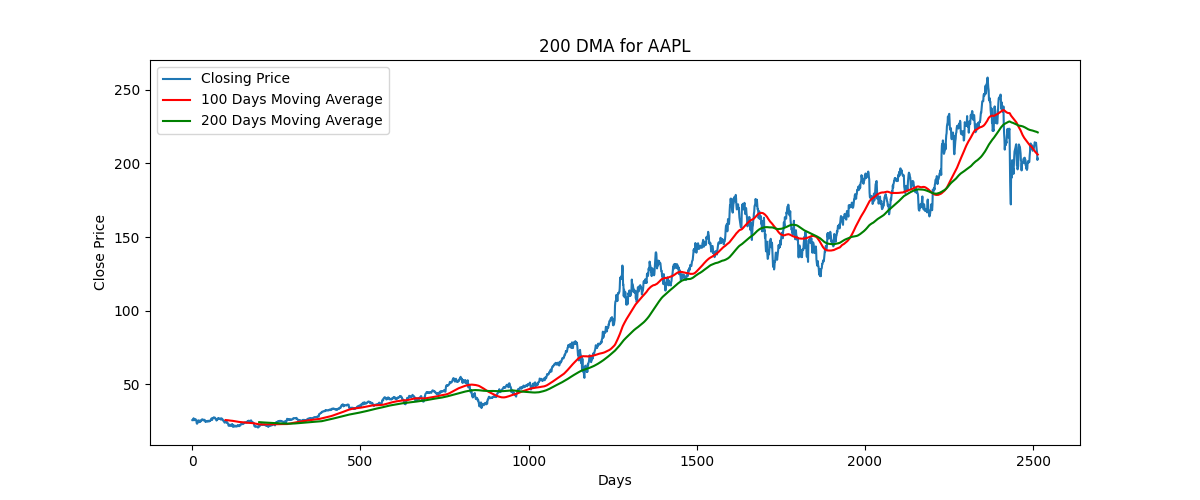 200 DMA for AAPL
Closing Price
100 Days Moving Average
200 Days Moving Average
Close Price
250
200
150
100
50
0
500
1000
1500
2000
2500
Days